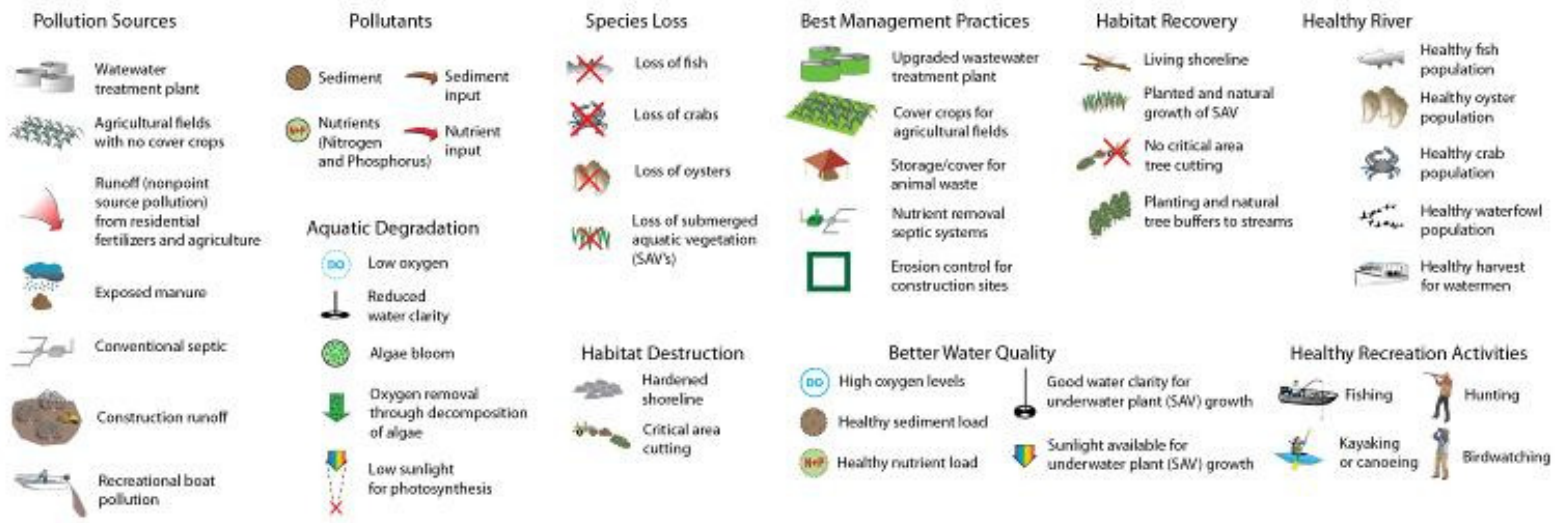 Pollution Sources
Watewater
treatment plant
Agricultural fields
with no cover crops
Runoff (nonpoint
source pollution)
from residential
fertilizers and agriculture
Exposed manure
Conventional septic
Construction runoff
Recreational boat
pollution
Pollutants
Sediment
Sediment
input
N+P
Nutrients
(Nitrogen
and Phosphorus)
Nutrient
input
Aquatic Degradation
DO
Low oxygen
Reduced
water clarity
Algae bloom
Oxygen removal
through decomposition
of algae
Low sunlight
for photosynthesis
Species Loss
Loss of fish
Loss of crabs
Loss of oysters
Loss of submerged
aquatic vegetation
(SAV's)
Habitat Destruction
Hardened
shoreline
Critical area
cutting
Best Management Practices
Upgraded wastewater
treatment plant
Cover crops for
agricultural fields
Storage/cover for
animal waste
Nutrient removal
septic systems
Erosion control for
construction sites
Habitat Recovery
Living shoreline
Planted and natural
growth of SAV
No critical area
tree cutting
Planting and natural
tree buffers to streams
Healthy River
Healthy fish
population
Healthy oyster
population
Healthy crab
population
Healthy waterfowl
population
Healthy harvest
for watermen
Better Water Quality
DO
High oxygen levels
Healthy sediment load
N+P
Healthy nutrient load
Good water clarity for
underwater plant (SAV) growth
Sunlight available for
underwater plant (SAV) growth
Healthy Recreation Activities
Fishing
Hunting
Kayaking
or canoeing
Birdwatching